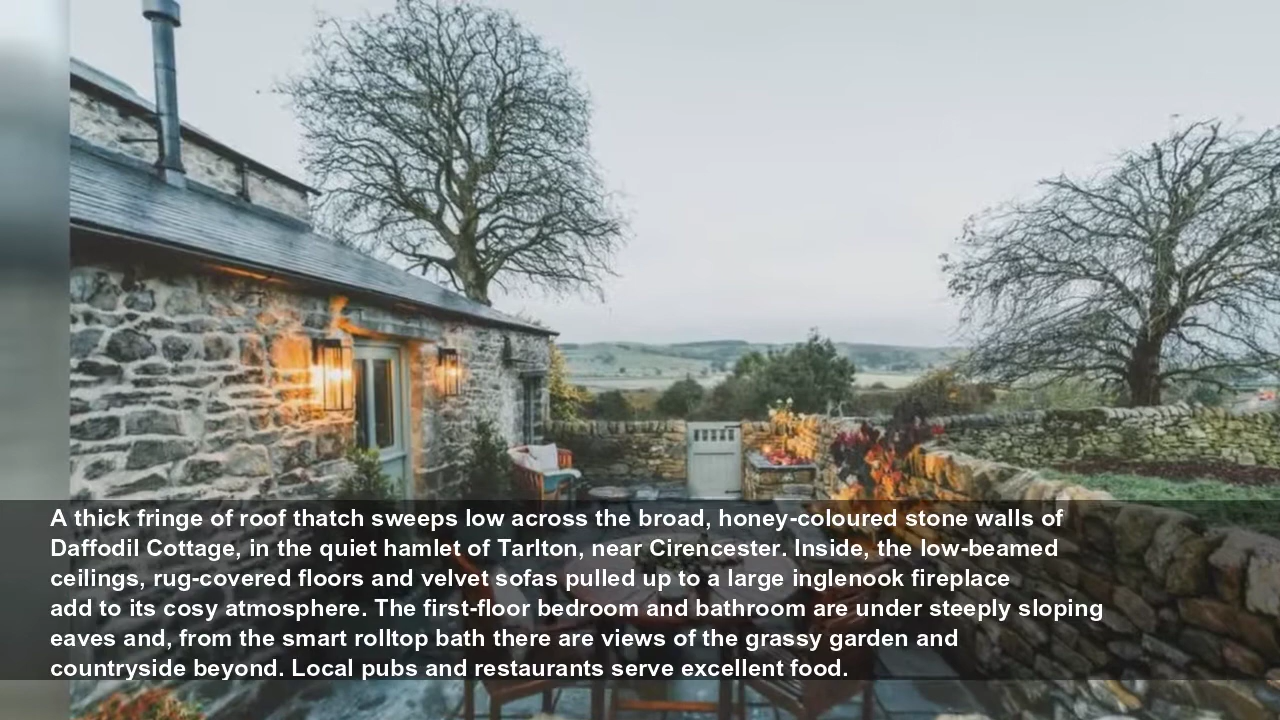 A thick fringe of roof thatch sweeps low across the broad, honey-coloured stone walls of
Daffodil Cottage, in the quiet hamlet of Tarlton, near Cirencester. Inside, the low-beamed
ceilings, rug-covered floors and velvet sofas pulled up to a large inglenook fireplace
add to its cosy atmosphere. The first-floor bedroom and bathroom are under steeply sloping
eaves and, from the smart rolltop bath there are views of the grassy garden and
countryside beyond. Local pubs and restaurants serve excellent food.